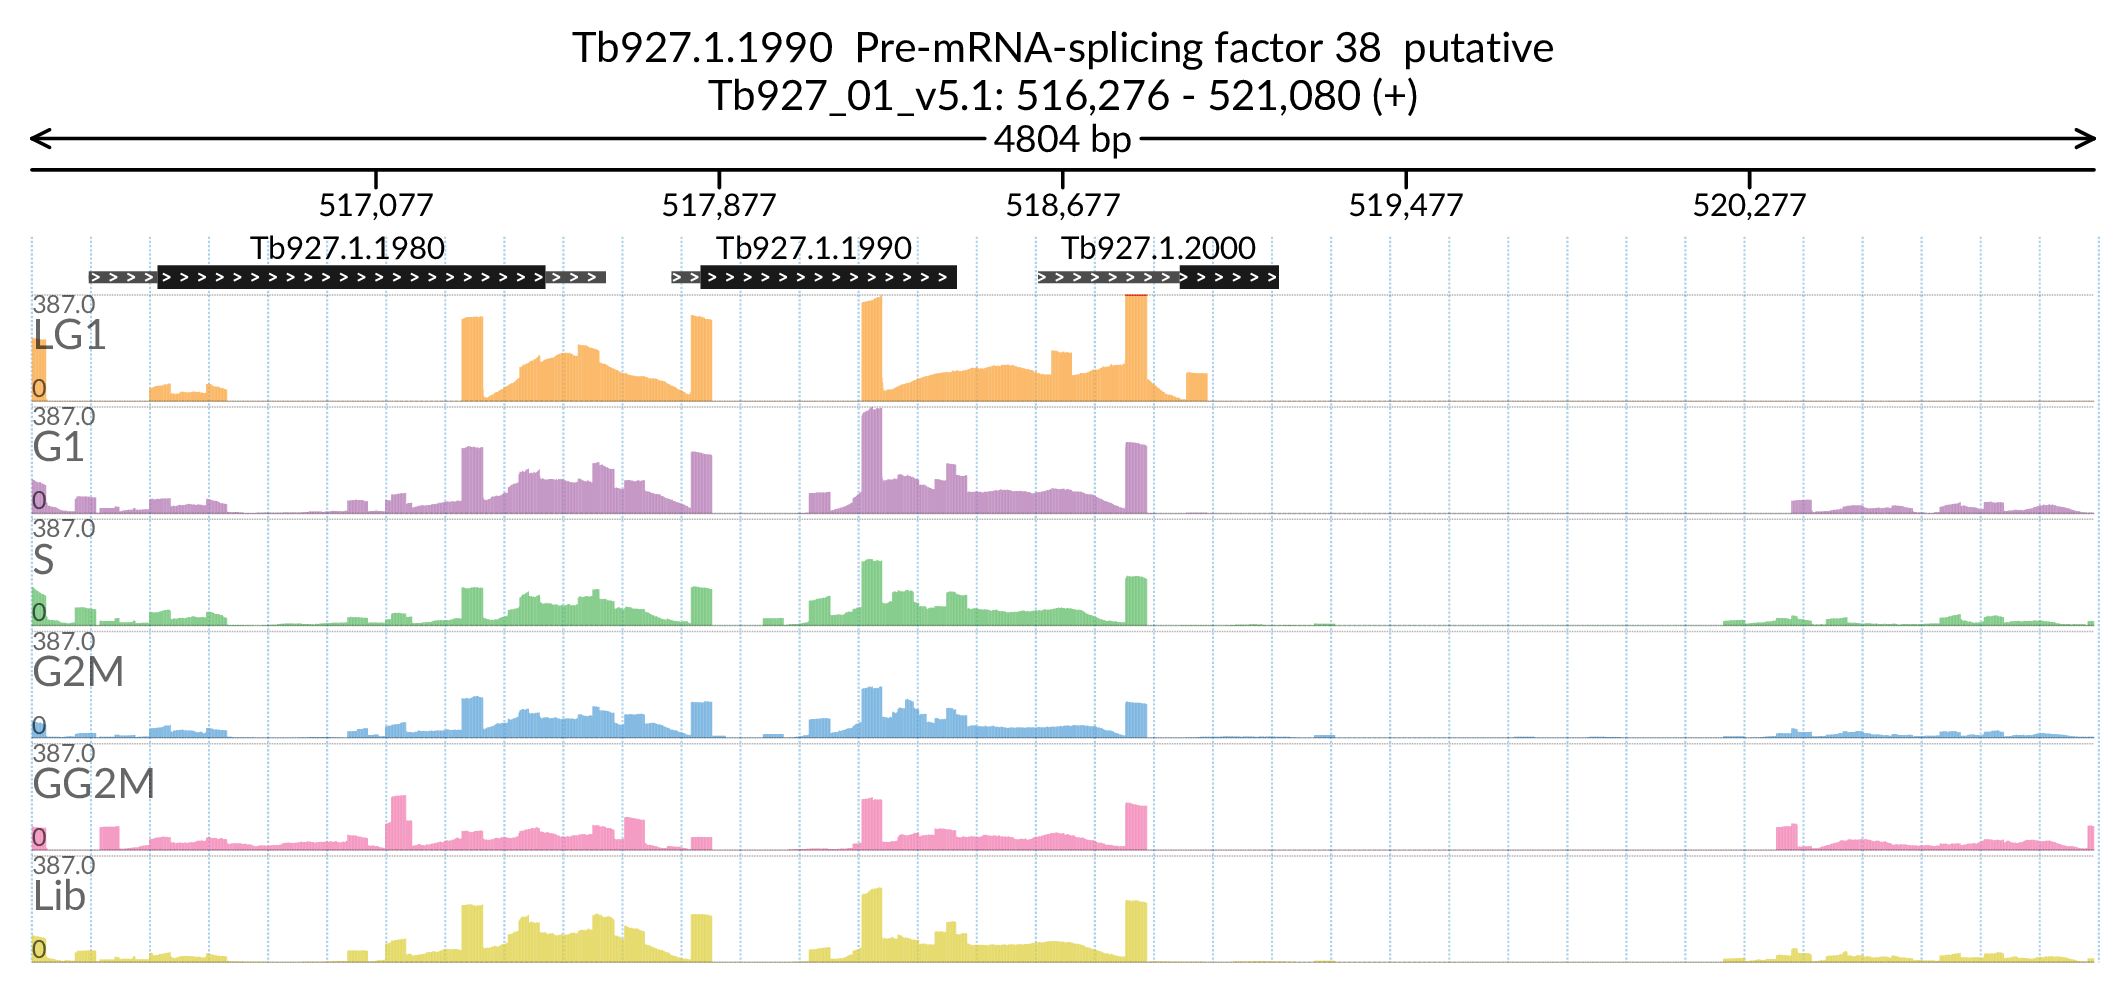 Tb927.1.1990  Pre-mRNA-splicing factor 38  putative
Tb927_01_v5.1: 516,276 - 521,080 (+)
4804 bp
517,077 517,877 518,677 519,477 520,277
Tb927.1.1980 Tb927.1.1990 Tb927.1.2000
387.0
LG1
0
387.0
G1
0
387.0
S
0
387.0
G2M
0
387.0
GG2M
0
387.0
Lib
0